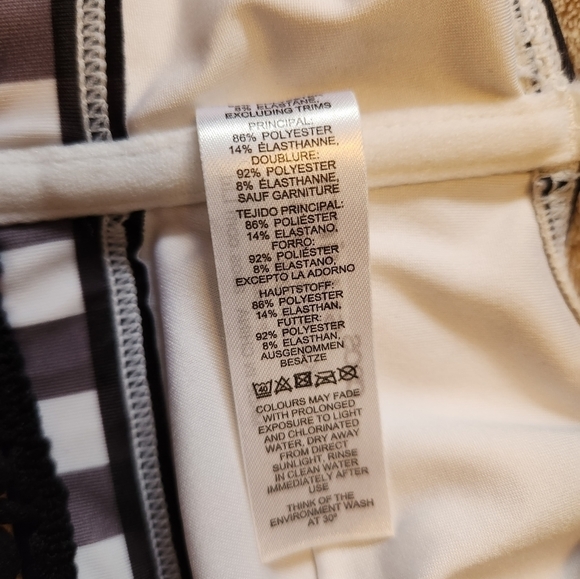 8% ELASTANE,
EXCLUDING TRIMS
PRINCIPAL:
86% POLYESTER
14% ÉLASTHANNE,
DOUBLURE:
92% POLYESTER
8% ÉLASTHANNE,
SAUF GARNITURE
TEJIDO PRINCIPAL:
86% POLIÉSTER
14% ELASTANO,
FORRO:
92% POLIÉSTER
8% ELASTANO,
EXCEPTO LA ADORNO
HAUPTSTOFF:
86% POLYESTER
14% ELASTHAN,
FUTTER:
92% POLYESTER
8% ELASTHAN,
AUSGENOMMEN
BESÄTZE
40
COLOURS MAY FADE
WITH PROLONGED
EXPOSURE TO LIGHT
AND CHLORINATED
WATER, DRY AWAY
FROM DIRECT
SUNLIGHT. RINSE
IN CLEAN WATER
IMMEDIATELY AFTER
USE
THINK OF THE
ENVIRONMENT WASH
AT 30°